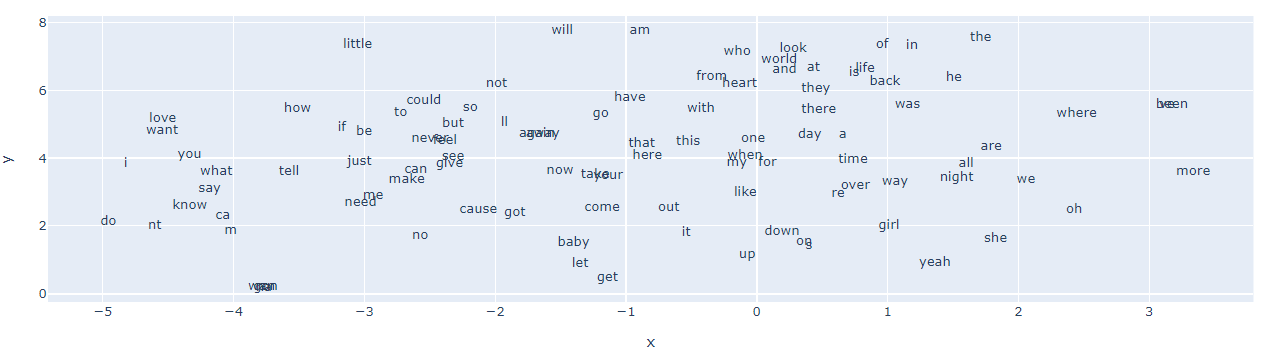 8
will
am
the
little
of
in
who
look
world
and
at
is
life
from
heart
back
he
not
they
6
have
could
how
so
to
go
with
there
was
been
where
love
ll
but
if
be
want
never
feel
again
away
that
this
one
day
a
are
you
i
4
just
see
give
here
when
my
for
time
all
what
tell
can
make
now
take
your
more
say
me
need
like
re
over
way
night
we
know
cause
got
come
out
oh
ca
do
nt
2
m
no
baby
it
down
on
s
girl
she
let
get
up
yeah
0
y
−5
−4
−3
−2
−1
0
1
2
3
x